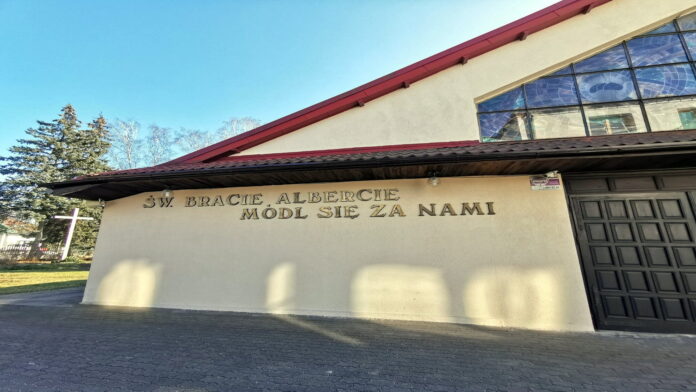 ŚW. BRACIE ALBERCIE
MÓDL SIĘ ZA NAMI